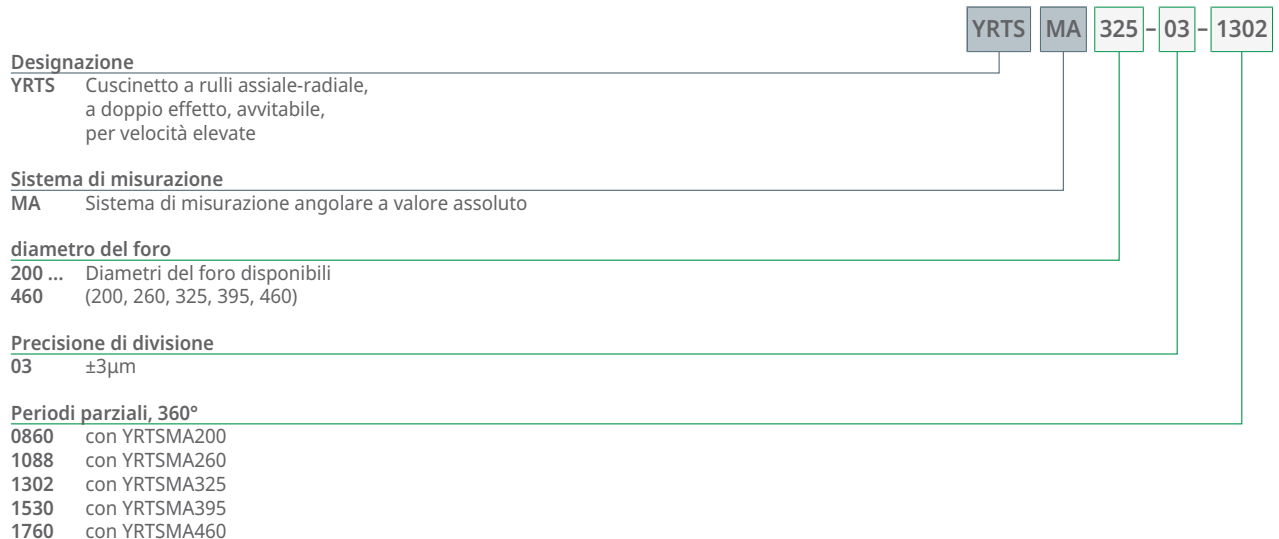 YRTS MA 325 – 03 – 1302
Designazione
YRTS Cuscinetto a rulli assiale-radiale,
a doppio effetto, avvitabile,
per velocità elevate
Sistema di misurazione
MA Sistema di misurazione angolare a valore assoluto
diametro del foro
200 ... Diametri del foro disponibili
460 (200, 260, 325, 395, 460)
Precisione di divisione
03 ±3µm
Periodi parziali, 360°
0860 con YRTSMA200
1088 con YRTSMA260
1302 con YRTSMA325
1530 con YRTSMA395
1760 con YRTSMA460